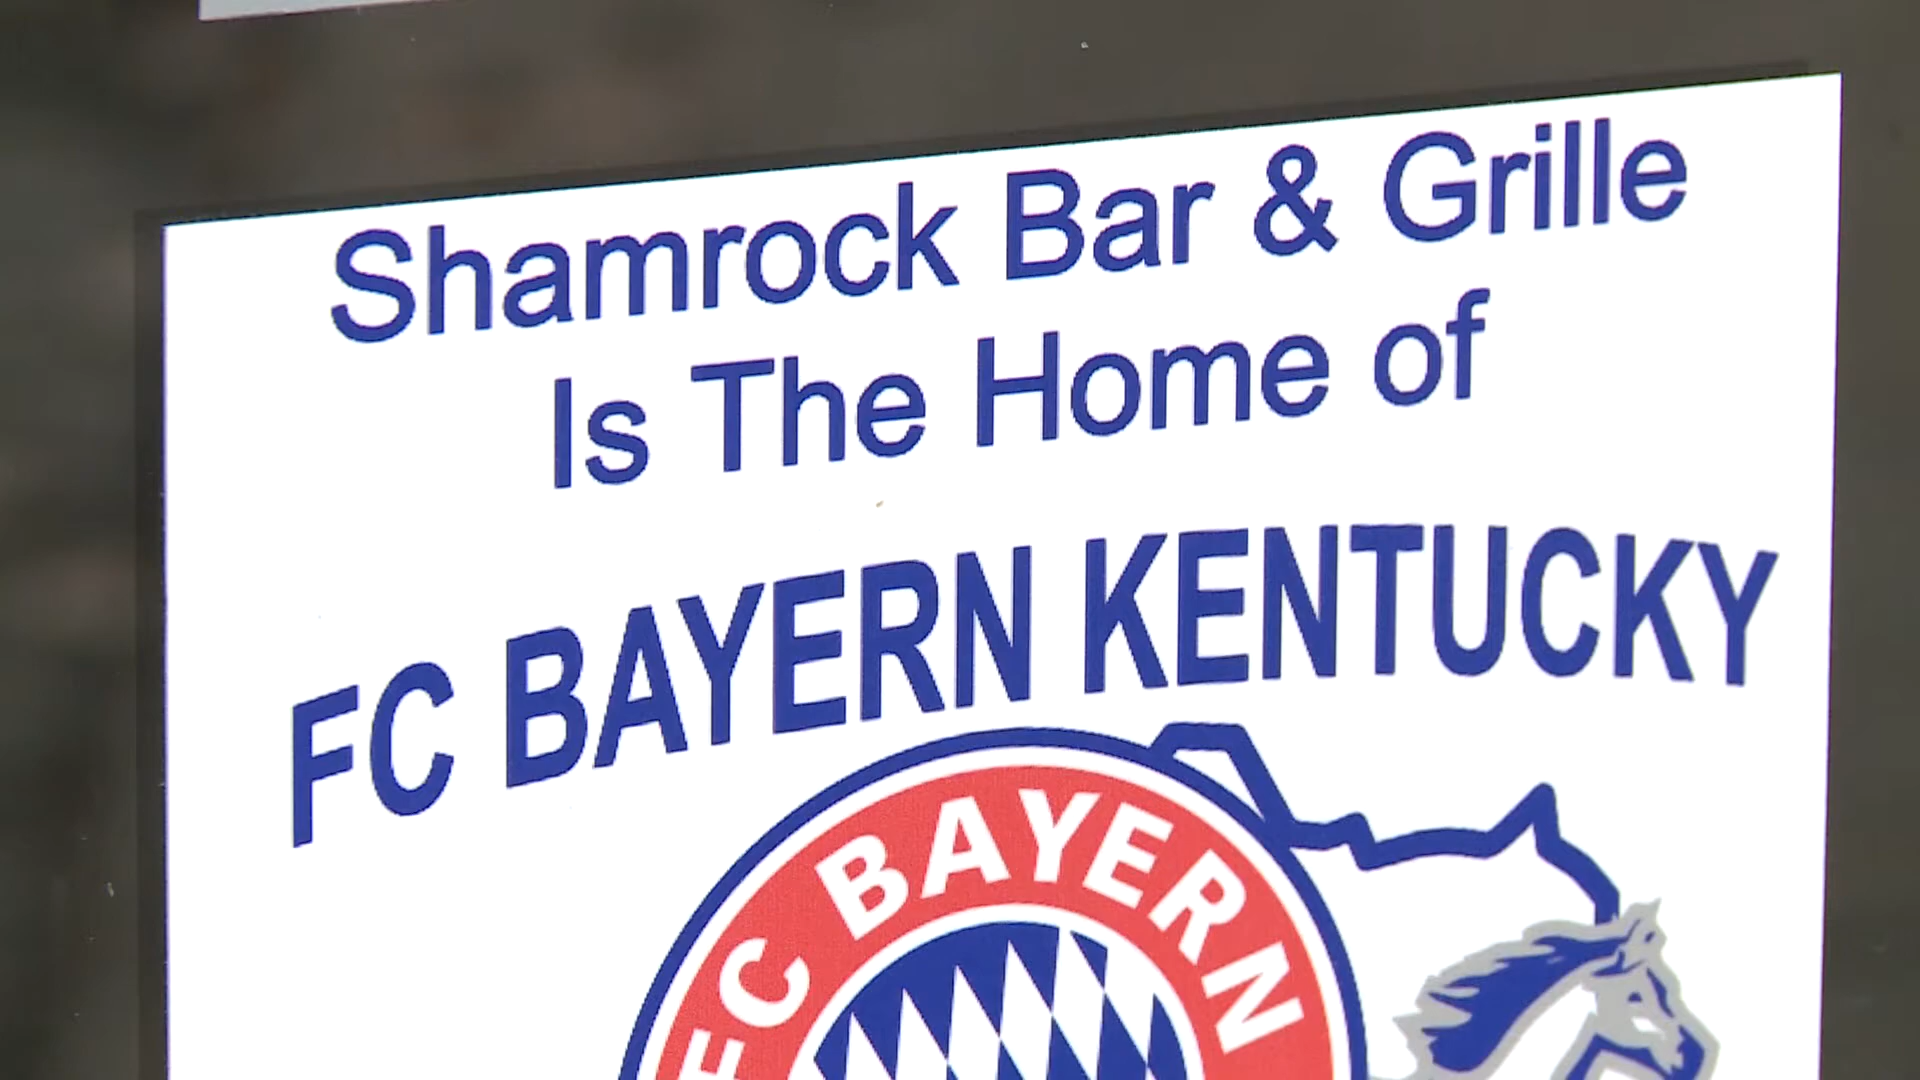 Shamrock Bar & Grille
Is The Home of
FC BAYERN KENTUCKY
FC BAYERN